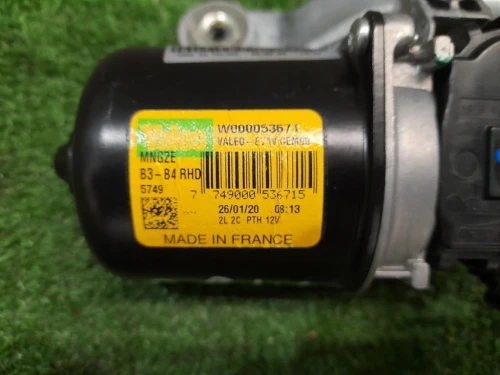 W000053671
MNG2E
B3-B4 RHD
5749
7 749000 536715
26/01/20 08:13
2L 2C PTH 12V
MADE IN FRANCE